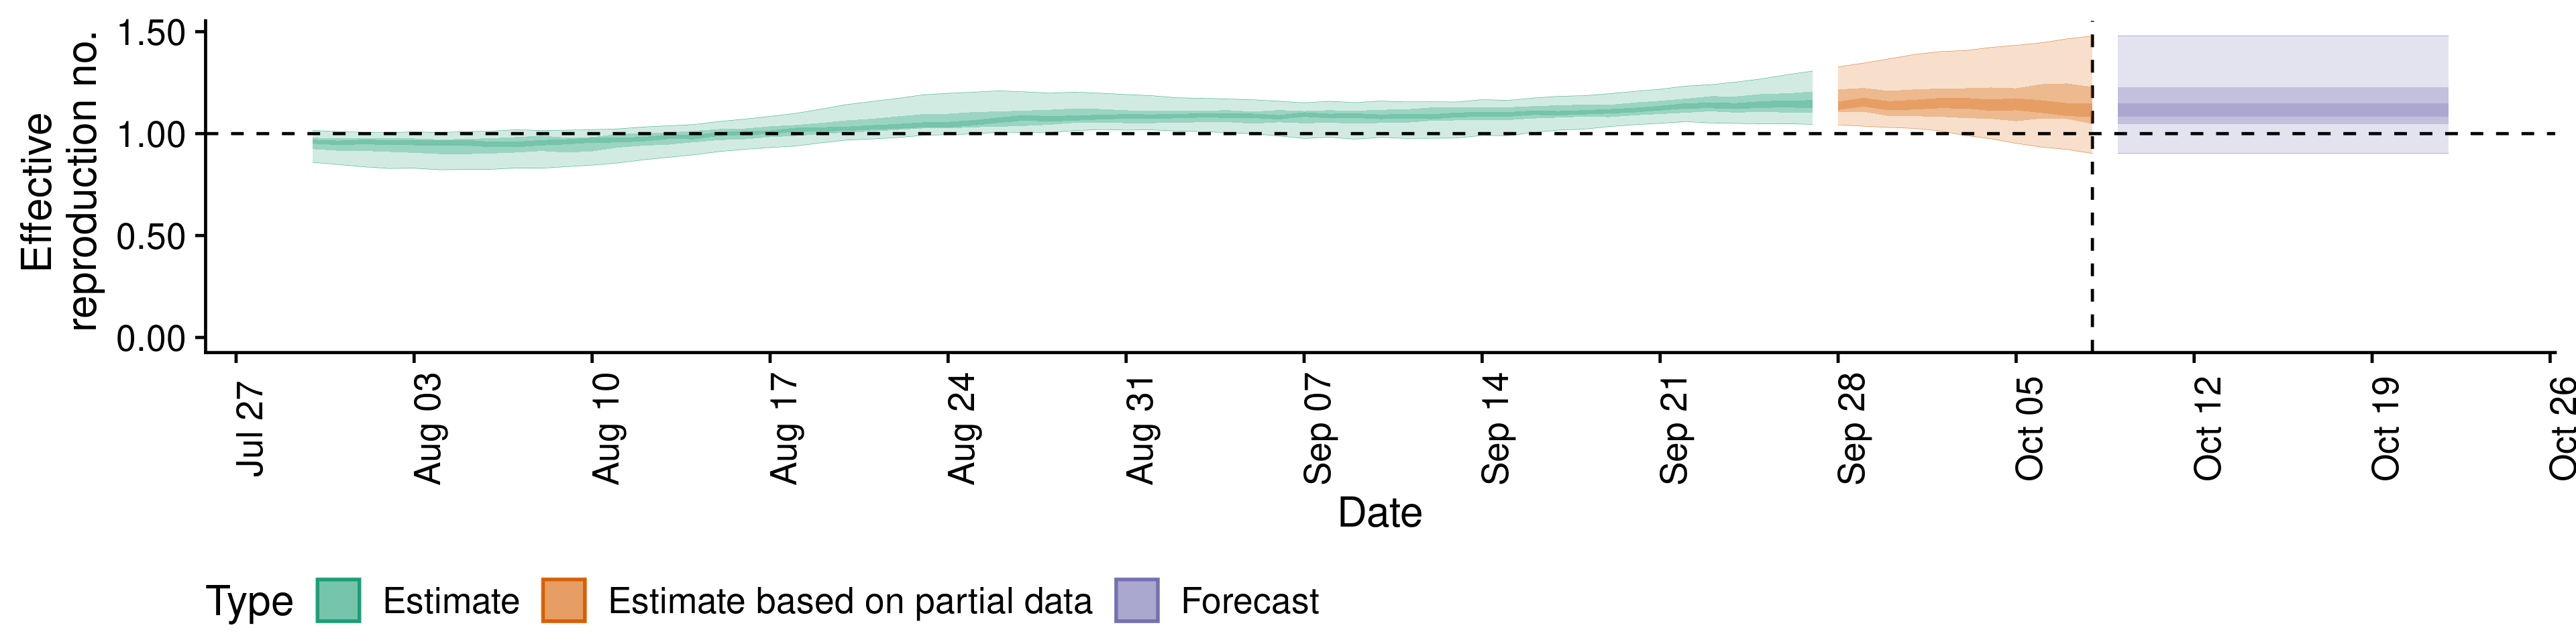 Effective
reproduction no.
1.50
1.00
0.50
0.00
Jul 27
Aug 03
Aug 10
Aug 17
Aug 24
Aug 31
Sep 07
Sep 14
Sep 21
Sep 28
Oct 05
Oct 12
Oct 19
Oct 26
Date
Type Estimate Estimate based on partial data Forecast